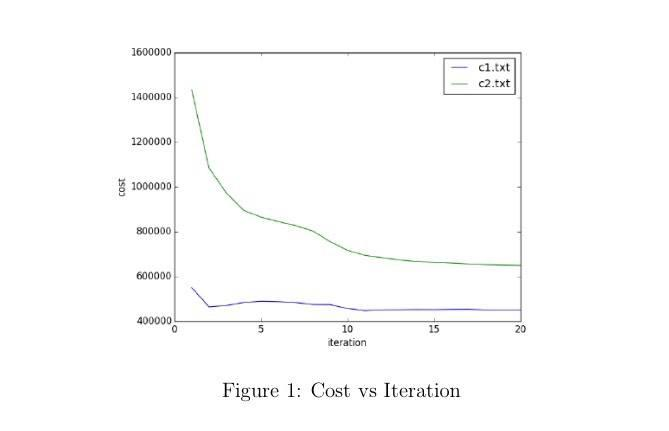 1600000
1400000
1200000
1000000
800000
600000
400000
cost
c1.txt
c2.txt
0 5 10 15 20
iteration
Figure 1: Cost vs Iteration